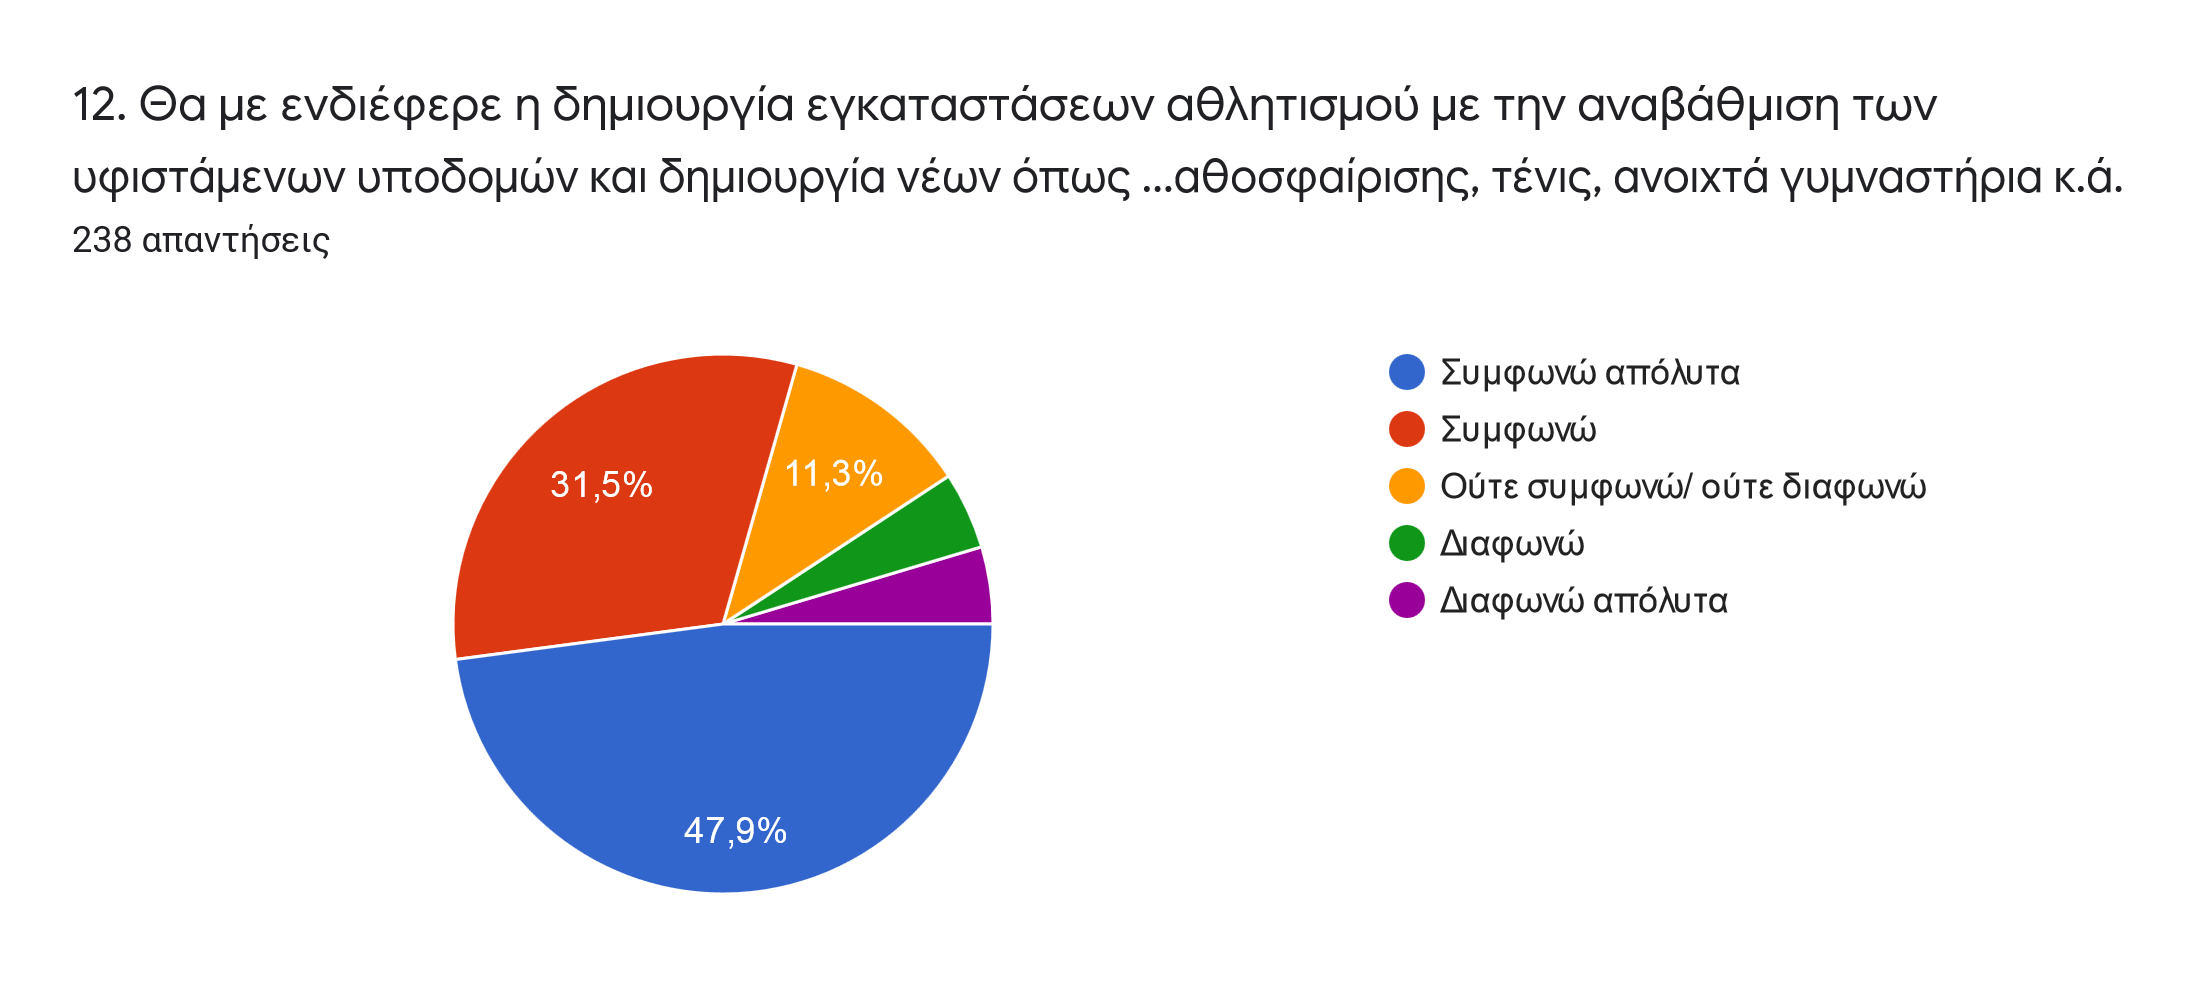 12. Θα με ενδιέφερε η δημιουργία εγκαταστάσεων αθλητισμού με την αναβάθμιση των
υφιστάμενων υποδομών και δημιουργία νέων όπως ...αθοσφαίρισης, τένις, ανοιχτά γυμναστήρια κ.ά.
238 απαντήσεις
31,5%
11,3%
47,9%
Συμφωνώ απόλυτα
Συμφωνώ
Ούτε συμφωνώ/ ούτε διαφωνώ
Διαφωνώ
Διαφωνώ απόλυτα